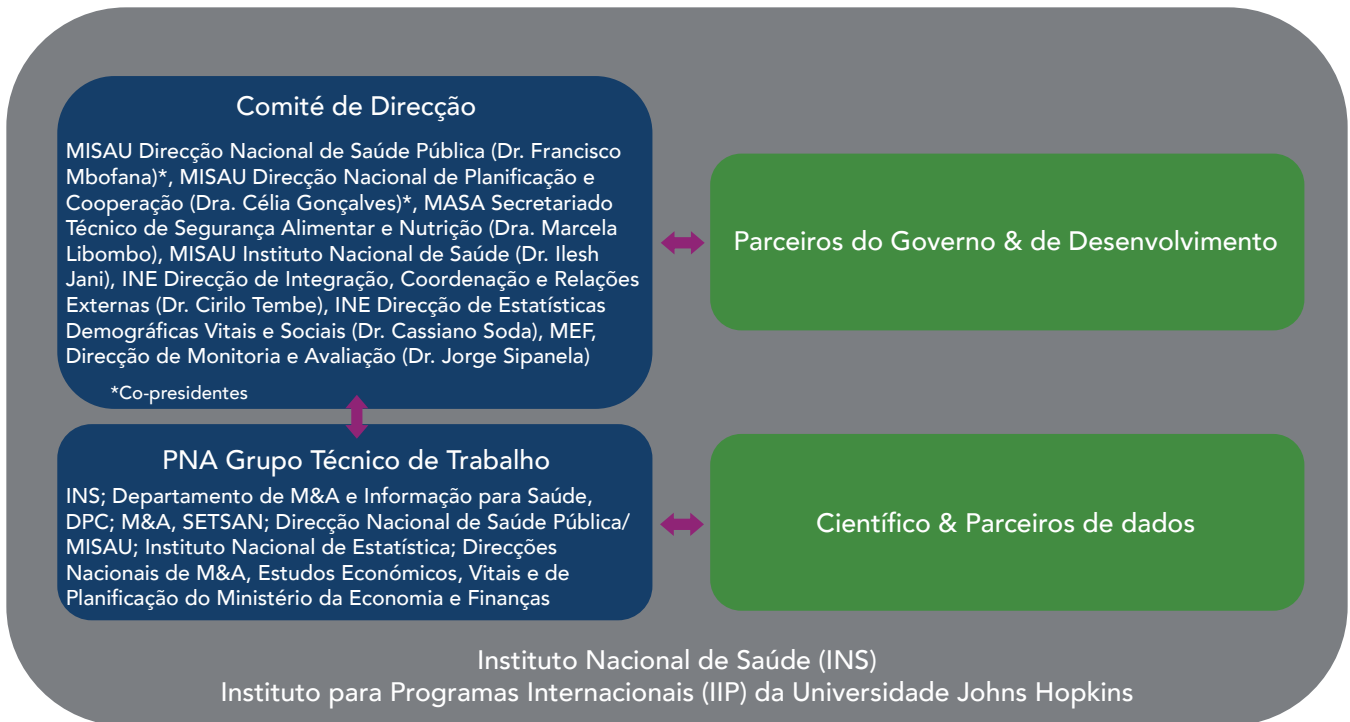 Comité de Direcção
MISAU Direcção Nacional de Saúde Pública (Dr. Francisco
Mbofana)*, MISAU Direcção Nacional de Planificação e
Cooperação (Dra. Célia Gonçalves)*, MASA Secretariado
Técnico de Segurança Alimentar e Nutrição (Dra. Marcela
Libombo), MISAU Instituto Nacional de Saúde (Dr. Ilesh
Jani), INE Direcção de Integração, Coordenação e Relações
Externas (Dr. Cirilo Tembe), INE Direcção de Estatísticas
Demográficas Vitais e Sociais (Dr. Cassiano Soda), MEF,
Direcção de Monitoria e Avaliação (Dr. Jorge Sipanela)
*Co-presidentes
Parceiros do Governo & de Desenvolvimento
PNA Grupo Técnico de Trabalho
INS; Departamento de M&A e Informação para Saúde,
DPC; M&A, SETSAN; Direcção Nacional de Saúde Pública/
MISAU; Instituto Nacional de Estatística; Direcções
Nacionais de M&A, Estudos Económicos, Vitais e de
Planificação do Ministério da Economia e Finanças
Científico & Parceiros de dados
Instituto Nacional de Saúde (INS)
Instituto para Programas Internacionais (IIP) da Universidade Johns Hopkins